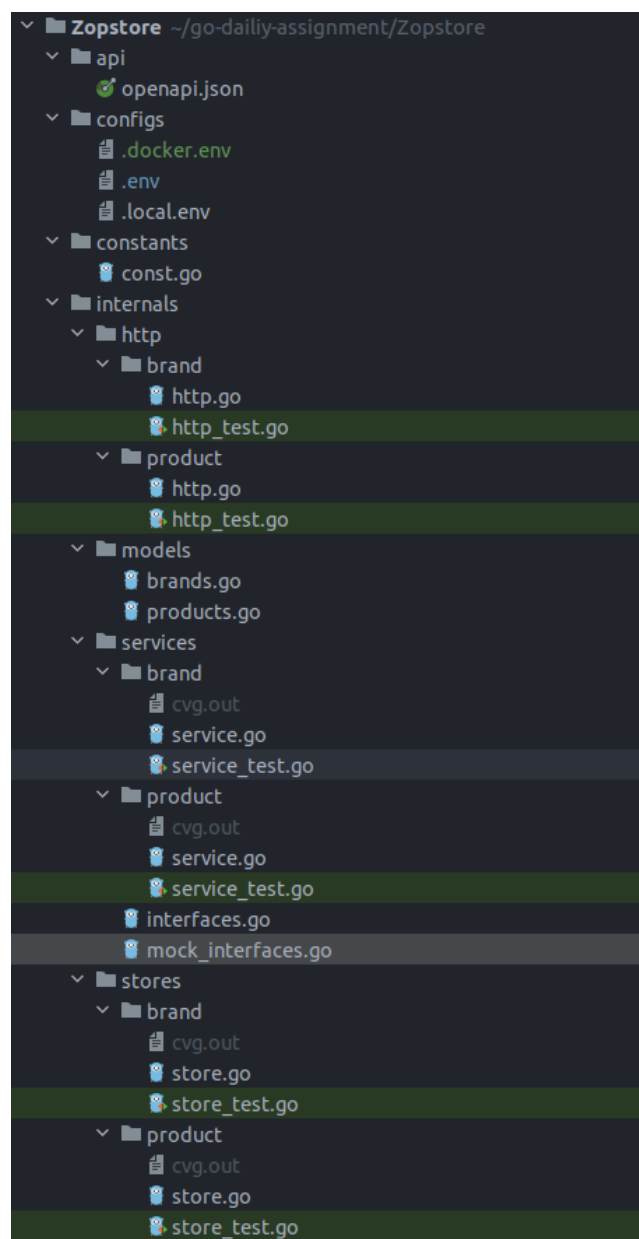 Zopstore ~/go-dailiy-assignment/Zopstore
api
openapi.json
configs
.docker.env
.env
.local.env
constants
const.go
internals
http
brand
http.go
http_test.go
product
http.go
http_test.go
models
brands.go
products.go
services
brand
cvg.out
service.go
service_test.go
product
cvg.out
service.go
service_test.go
interfaces.go
mock_interfaces.go
stores
brand
cvg.out
store.go
store_test.go
product
cvg.out
store.go
store_test.go